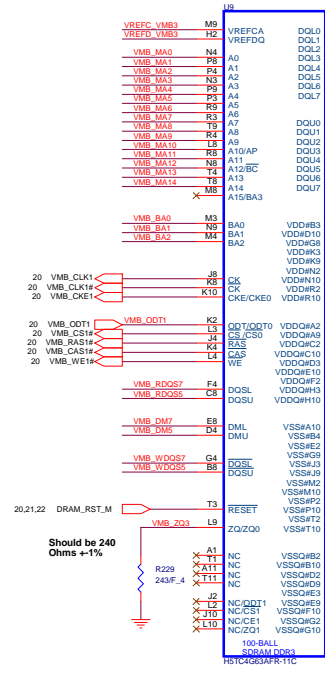 U9
VREFC_VMB3 M9 VREFCA DQL0
VREFD_VMB3 H2 VREFDQ DQL1
DQL2
VMB_MA0 N4 A0 DQL3
VMB_MA1 P8 A1 DQL4
VMB_MA2 P4 A2 DQL5
VMB_MA3 N3 A3 DQL6
VMB_MA4 P9 A4 DQL7
VMB_MA5 P3 A5
VMB_MA6 R9 A6
VMB_MA7 R3 A7 DQU0
VMB_MA8 T9 A8 DQU1
VMB_MA9 R4 A9 DQU2
VMB_MA10 L8 A10/AP DQU3
VMB_MA11 R8 A11 DQU4
VMB_MA12 N8 A12/BC DQU5
VMB_MA13 T4 A13 DQU6
VMB_MA14 T8 A14 DQU7
M8 A15/BA3
VMB_BA0 M3 BA0 VDD#B3
VMB_BA1 N9 BA1 VDD#D10
VMB_BA2 M4 BA2 VDD#G8
VDD#K3
VDD#K9
VDD#N2
20 VMB_CLK1 J8 CK VDD#N10
20 VMB_CLK1# K8 CK VDD#R2
20 VMB_CKE1 K10 CKE/CKE0 VDD#R10
20 VMB_ODT1 VMB_ODT1 K2 ODT/ODT0 VDDQ#A2
20 VMB_CS1# L3 CS /CS0 VDDQ#A9
20 VMB_RAS1# J4 RAS VDDQ#C2
20 VMB_CAS1# K4 CAS VDDQ#C10
20 VMB_WE1# L4 WE VDDQ#D3
VDDQ#E10
VDDQ#F2
VMB_RDQS7 F4 DQSL VDDQ#H3
VMB_RDQS5 C8 DQSU VDDQ#H10
VMB_DM7 E8 DML VSS#A10
VMB_DM5 D4 DMU VSS#B4
VSS#E2
VSS#G9
VMB_WDQS7 G4 DQSL VSS#J3
VMB_WDQS5 B8 DQSU VSS#J9
VSS#M2
VSS#M10
VSS#P2
20,21,22 DRAM_RST_M T3 RESET VSS#P10
VSS#T2
VMB_ZQ3 L9 ZQ/ZQ0 VSS#T10
Should be 240
Ohms +-1%
R229
243/F_4
A1 NC VSSQ#B2
T1 NC VSSQ#B10
A11 NC VSSQ#D2
T11 NC VSSQ#D9
VSSQ#E3
J2 NC/ODT1 VSSQ#E9
L2 NC/CS1 VSSQ#F10
J10 NC/CE1 VSSQ#G2
L10 NC/ZQ1 VSSQ#G10
100-BALL
SDRAM DDR3
H5TC4G63AFR-11C